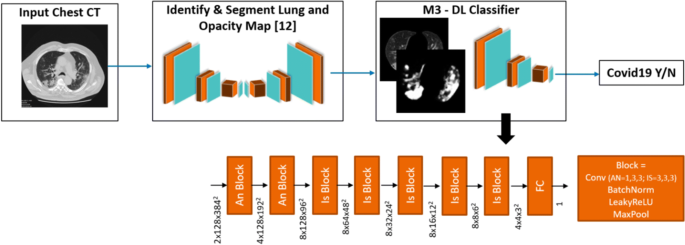 Input Chest CT
Identify & Segment Lung and
Opacity Map [12]
M3 - DL Classifier
Covid19 Y/N
2x128x384²
An Block
4x128x192²
An Block
8x128x96²
Is Block
8x64x48²
Is Block
8x32x24²
Is Block
8x16x12²
Is Block
8x8x6²
Is Block
4x4x3²
FC
1
Block =
Conv (AN=1,3,3; IS=3,3,3)
BatchNorm
LeakyReLU
MaxPool